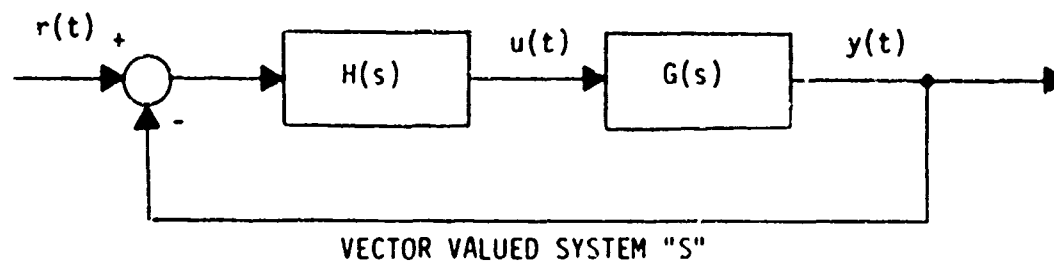 r(t) +
H(s)
u(t)
G(s)
y(t)
-
VECTOR VALUED SYSTEM "S"